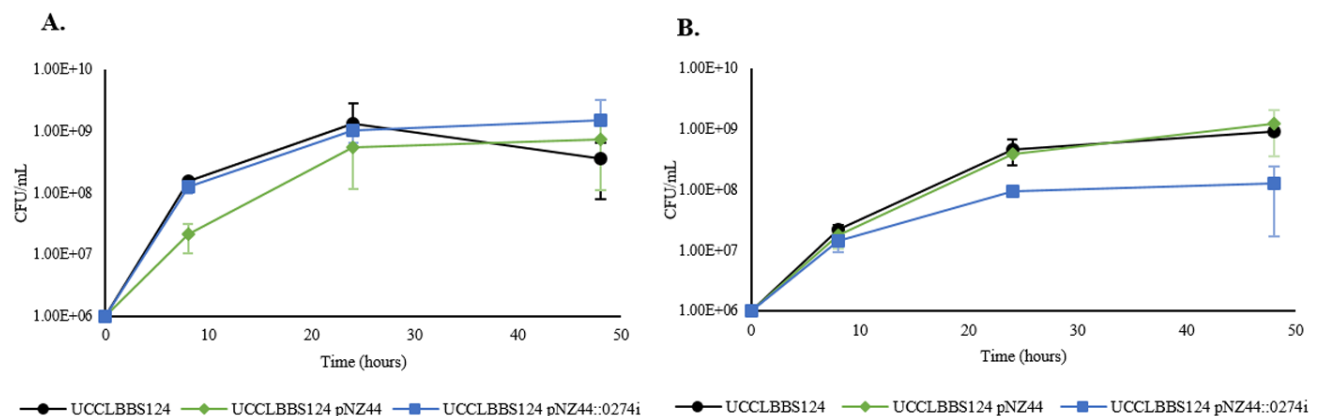 A.
1.00E+10
1.00E+09
1.00E+08
1.00E+07
1.00E+06
CFU/mL
0 10 20 30 40 50
Time (hours)
UCCLBBS124 UCCLBBS124 pNZ44 UCCLBBS124 pNZ44::0274i
B.
1.00E+10
1.00E+09
1.00E+08
1.00E+07
1.00E+06
CFU/mL
0 10 20 30 40 50
Time (hours)
UCCLBBS124 UCCLBBS124 pNZ44 UCCLBBS124 pNZ44::0274i